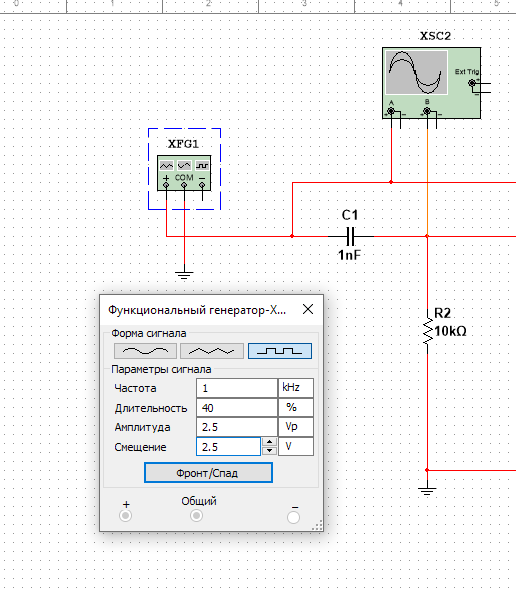 0 1 2 3 4 5
XSC2
Ext Trig
+
-
A B
+ - + -
XFG1
+ COM -
C1
1nF
R2
10kΩ
Функциональный генератор-X...
Форма сигнала
Параметры сигнала
Частота 1 kHz
Длительность 40 %
Амплитуда 2.5 Vp
Смещение 2.5 V
Фронт/Спад
+ Общий -